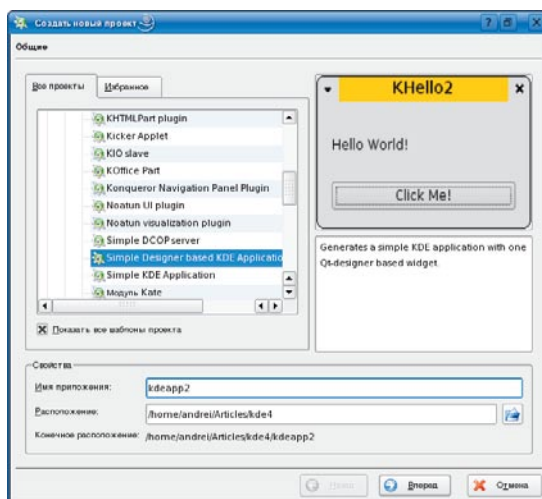 Создать новый проект
Общие
Все проекты
Избранное
KHTMLPart plugin
Kicker Applet
KIO slave
KOffice Part
Konqueror Navigation Panel Plugin
Noatun UI plugin
Noatun visualization plugin
Simple DCOP server
Simple Designer based KDE Applicatio
Simple KDE Application
Модуль Kate
Показать все шаблоны проекта
KHello2
Hello World!
Click Me!
Generates a simple KDE application with one
Qt-designer based widget.
Свойства
Имя приложения:
kdeapp2
Расположение:
/home/andrei/Articles/kde4
Конечное расположение:
/home/andrei/Articles/kde4/kdeapp2
Назад
Вперед
Отмена